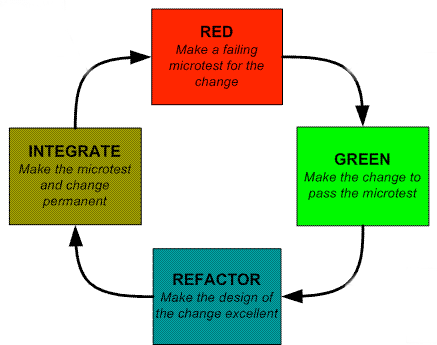 RED
Make a failing
microtest for the
change
GREEN
Make the change to
pass the microtest
REFACTOR
Make the design of
the change excellent
INTEGRATE
Make the microtest
and change
permanent